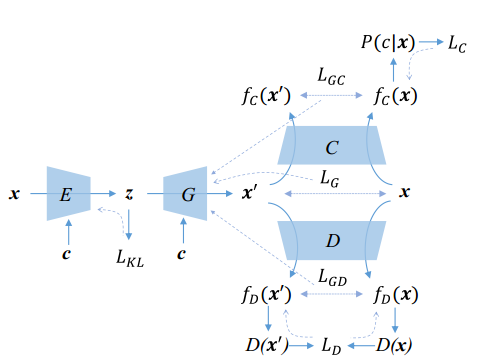 P(c|x) L_C
L_GC
f_C(x') f_C(x)
C
L_G
x E z G x' x
D
c L_KL c
L_GD
f_D(x') f_D(x)
D(x') L_D D(x)